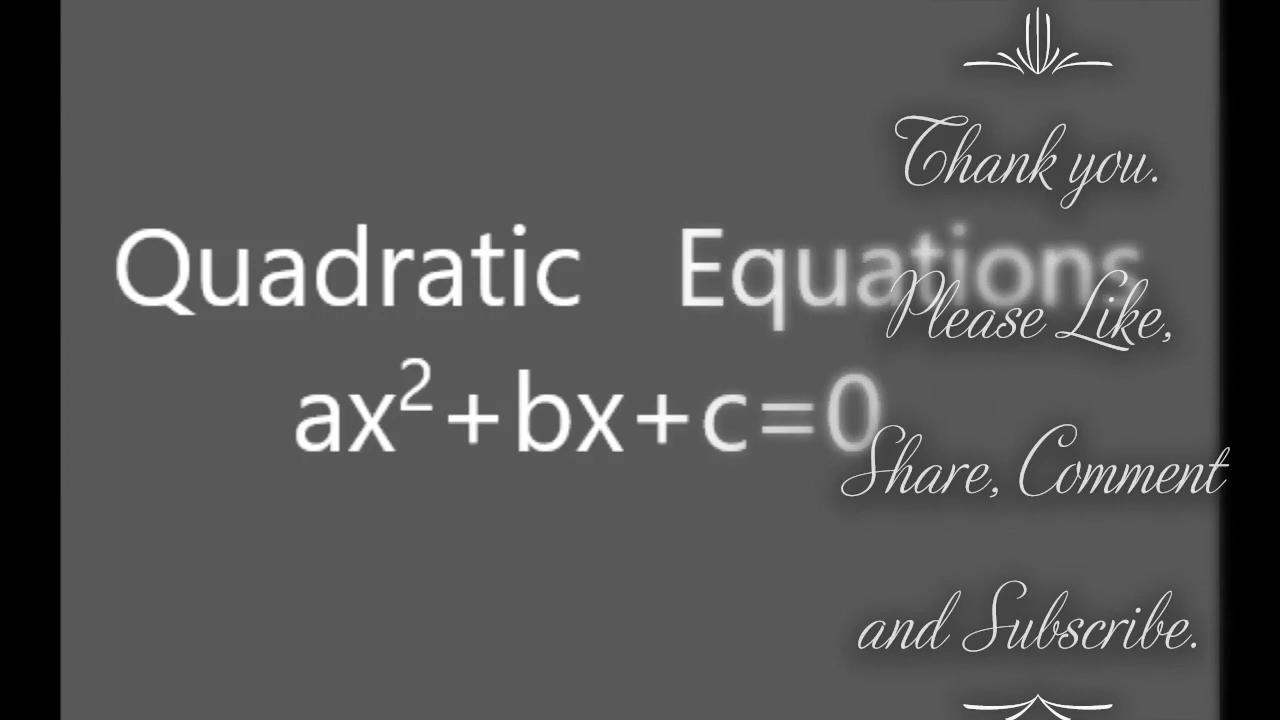 Quadratic Equations
ax²+bx+c=0
Thank you.
Please Like,
Share, Comment
and Subscribe.